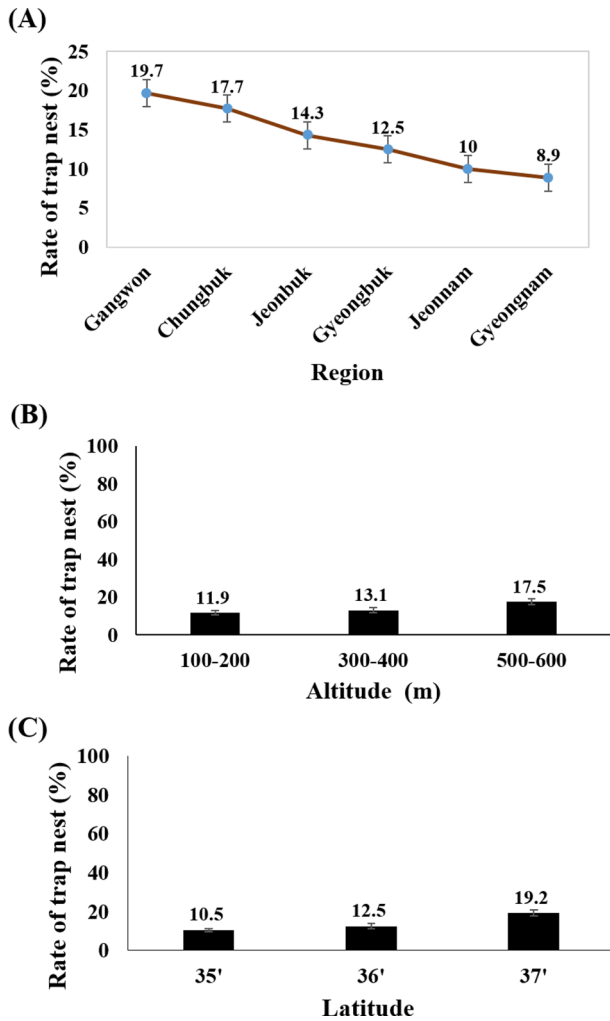 (A)
Rate of trap nest (%)
25
20
15
10
5
0
19.7
17.7
14.3
12.5
10
8.9
Gangwon
Chungbuk
Jeonbuk
Gyeongbuk
Jeonnam
Gyeongnam
Region
(B)
Rate of trap nest (%)
100
80
60
40
20
0
11.9
13.1
17.5
100-200
300-400
500-600
Altitude (m)
(C)
Rate of trap nest (%)
100
80
60
40
20
0
10.5
12.5
19.2
35'
36'
37'
Latitude